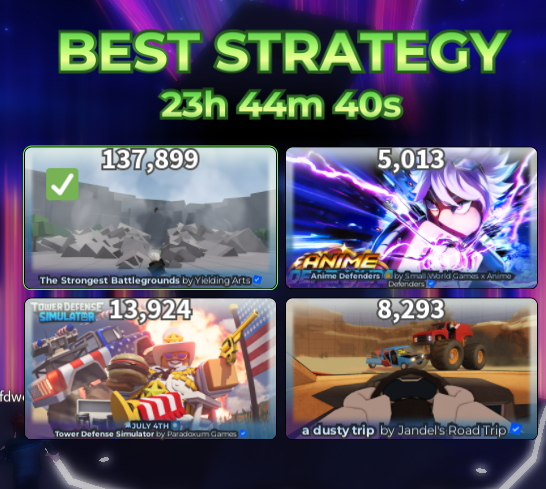 BEST STRATEGY
23h 44m 40s
137,899
The Strongest Battlegrounds by Yielding Arts
5,013
ANIME
Anime Defenders by Small World Games x Anime
Defenders
TOWER DEFENSE
SIMULATOR
13,924
JULY 4TH
Tower Defense Simulator by Paradoxum Games
8,293
a dusty trip by Jandel's Road Trip
fdw